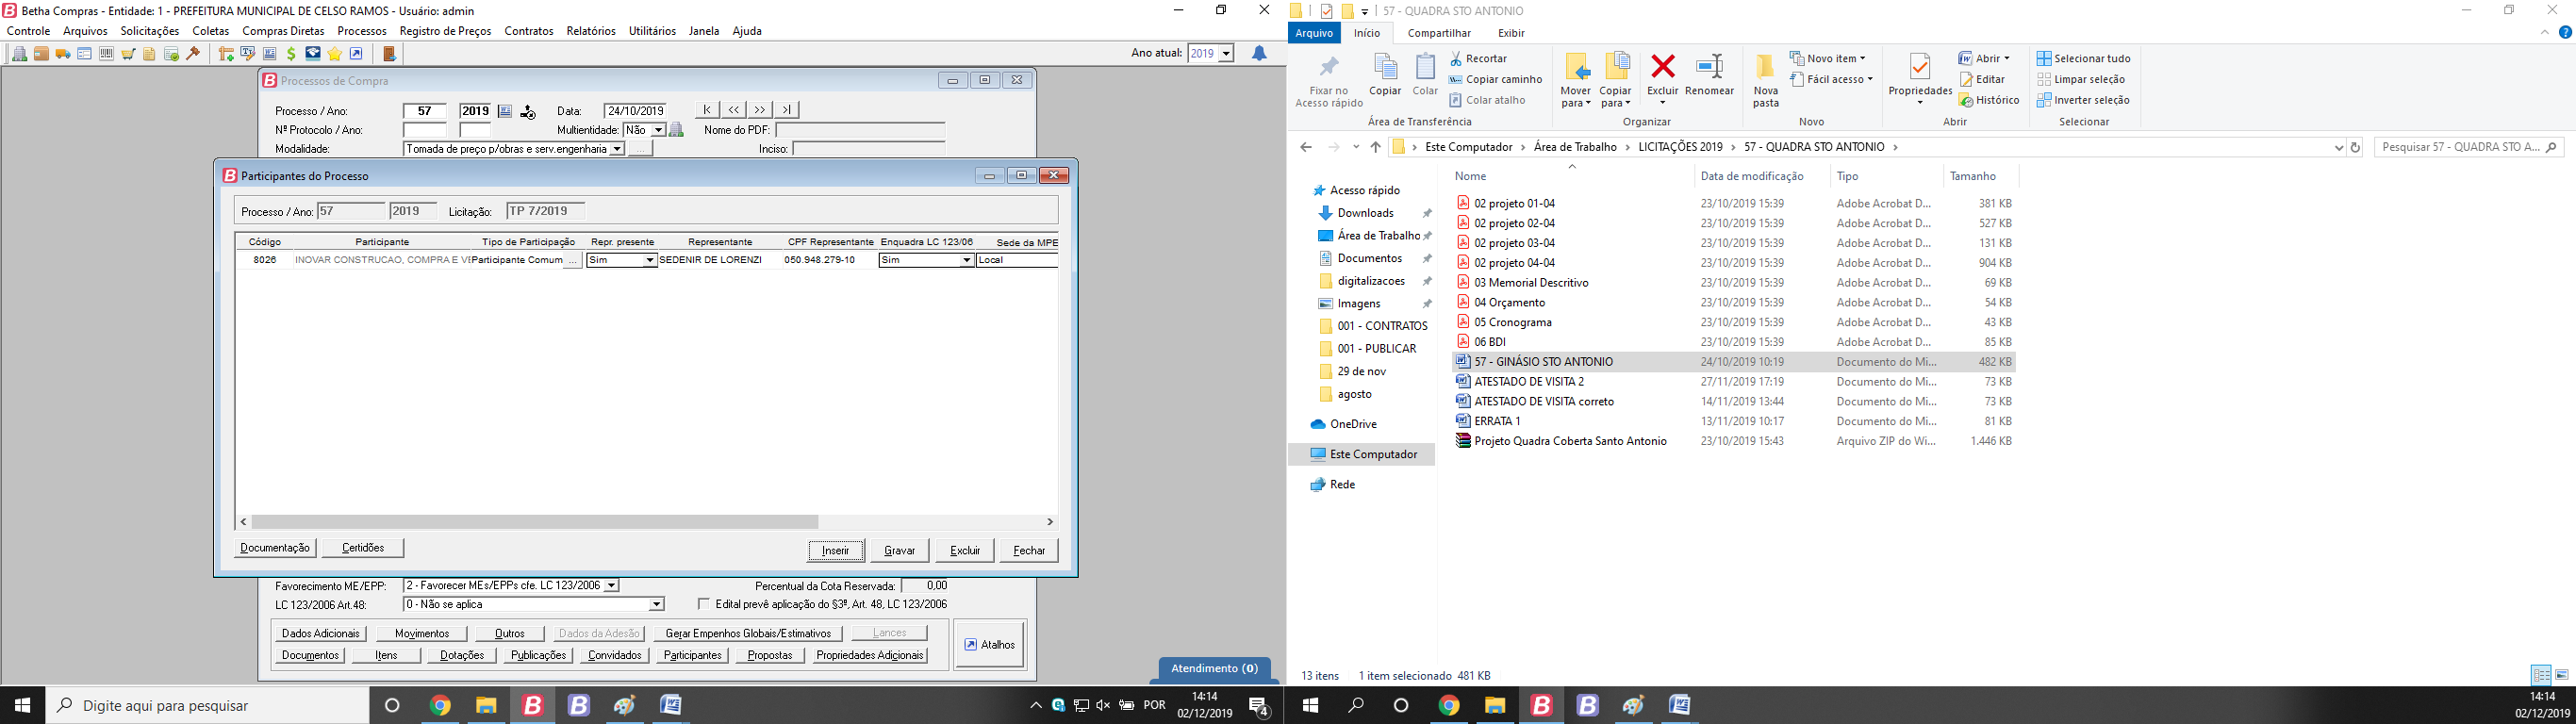 Betha Compras - Entidade: 1 - PREFEITURA MUNICIPAL DE CELSO RAMOS - Usuário: admin
Controle Arquivos Solicitações Coletas Compras Diretas Processos Registro de Preços Contratos Relatórios Utilitários Janela Ajuda
Ano atual: 2019
Processos de Compra
Processo / Ano: 57 2019 Data: 24/10/2019 |< << >> >|
Nº Protocolo / Ano: Multientidade: Não Nome do PDF:
Modalidade: Tomada de preço p/obras e serv.engenharia ... Inciso:
Participantes do Processo
Processo / Ano: 57 2019 Licitação: TP 7/2019
Código Participante Tipo de Participação Repr. presente Representante CPF Representante Enquadra LC 123/06 Sede da MPE
8026 INOVAR CONSTRUCAO, COMPRA E VE Participante Comum ... Sim SEDENIR DE LORENZI 050.948.279-10 Sim Local
Documentação Certidões Inserir Gravar Excluir Fechar
Favorecimento ME/EPP: 2 - Favorecer MEs/EPPs cfe. LC 123/2006 Percentual da Cota Reservada: 0,00
LC 123/2006 Art.48: 0 - Não se aplica Edital prevê aplicação do §3º, Art. 48, LC 123/2006
Dados Adicionais Movimentos Outros Dados da Adesão Gerar Empenhos Globais/Estimativos Lances
Documentos Itens Dotações Publicações Convidados Participantes Propostas Propriedades Adicionais
Atalhos
Atendimento (0)
Digite aqui para pesquisar
POR
14:14
02/12/2019
4
57 - QUADRA STO ANTONIO
Arquivo Início Compartilhar Exibir
Fixar no
Acesso rápido
Copiar
Colar
Recortar
Copiar caminho
Colar atalho
Área de Transferência
Mover
para
Copiar
para
Excluir
Renomear
Organizar
Nova
pasta
Novo item
Fácil acesso
Novo
Propriedades
Abrir
Editar
Histórico
Abrir
Selecionar tudo
Limpar seleção
Inverter seleção
Selecionar
Este Computador > Área de Trabalho > LICITAÇÕES 2019 > 57 - QUADRA STO ANTONIO >
Pesquisar 57 - QUADRA STO A...
Acesso rápido
Downloads
Área de Trabalho
Documentos
digitalizacoes
Imagens
001 - CONTRATOS
001 - PUBLICAR
29 de nov
agosto
OneDrive
Este Computador
Rede
Nome Data de modificação Tipo Tamanho
02 projeto 01-04 23/10/2019 15:39 Adobe Acrobat D... 381 KB
02 projeto 02-04 23/10/2019 15:39 Adobe Acrobat D... 527 KB
02 projeto 03-04 23/10/2019 15:39 Adobe Acrobat D... 131 KB
02 projeto 04-04 23/10/2019 15:39 Adobe Acrobat D... 904 KB
03 Memorial Descritivo 23/10/2019 15:39 Adobe Acrobat D... 69 KB
04 Orçamento 23/10/2019 15:39 Adobe Acrobat D... 54 KB
05 Cronograma 23/10/2019 15:39 Adobe Acrobat D... 43 KB
06 BDI 23/10/2019 15:39 Adobe Acrobat D... 85 KB
57 - GINÁSIO STO ANTONIO 24/10/2019 10:19 Documento do Mi... 482 KB
ATESTADO DE VISITA 2 27/11/2019 17:19 Documento do Mi... 73 KB
ATESTADO DE VISITA correto 14/11/2019 13:44 Documento do Mi... 73 KB
ERRATA 1 13/11/2019 10:17 Documento do Mi... 81 KB
Projeto Quadra Coberta Santo Antonio 23/10/2019 15:43 Arquivo ZIP do Wi... 1.446 KB
13 itens 1 item selecionado 481 KB
14:14
02/12/2019